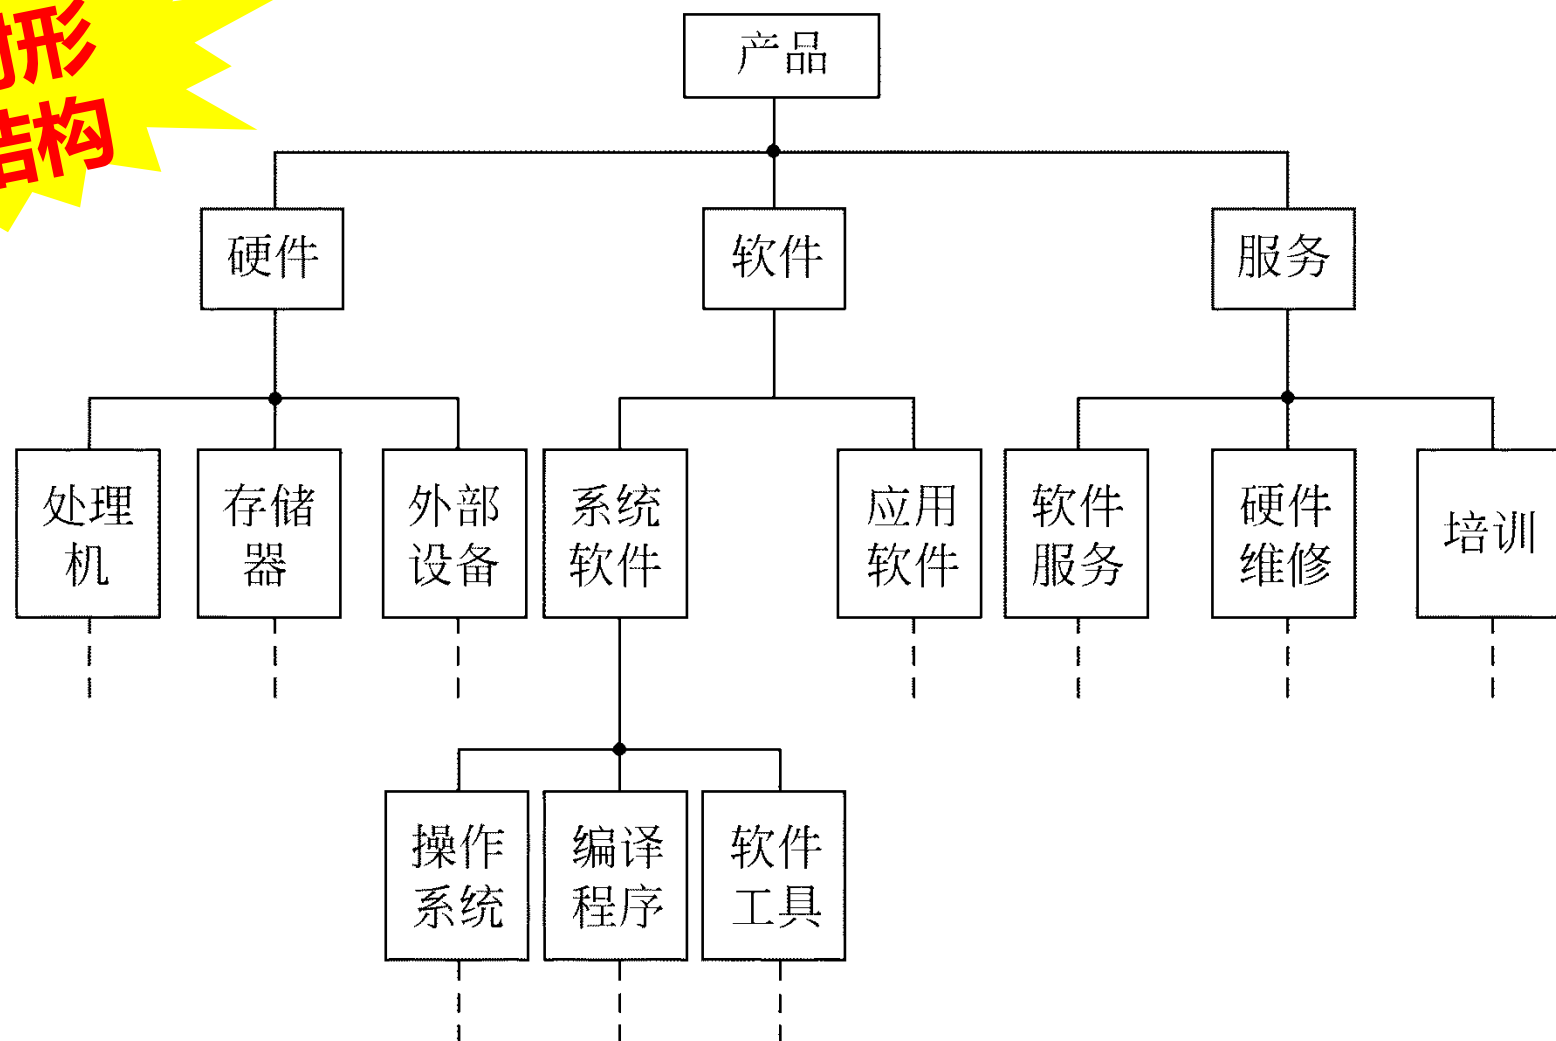 形
结构
产品
硬件
软件
服务
处理
机
存储
器
外部
设备
系统
软件
应用
软件
软件
服务
硬件
维修
培训
操作
系统
编译
程序
软件
工具